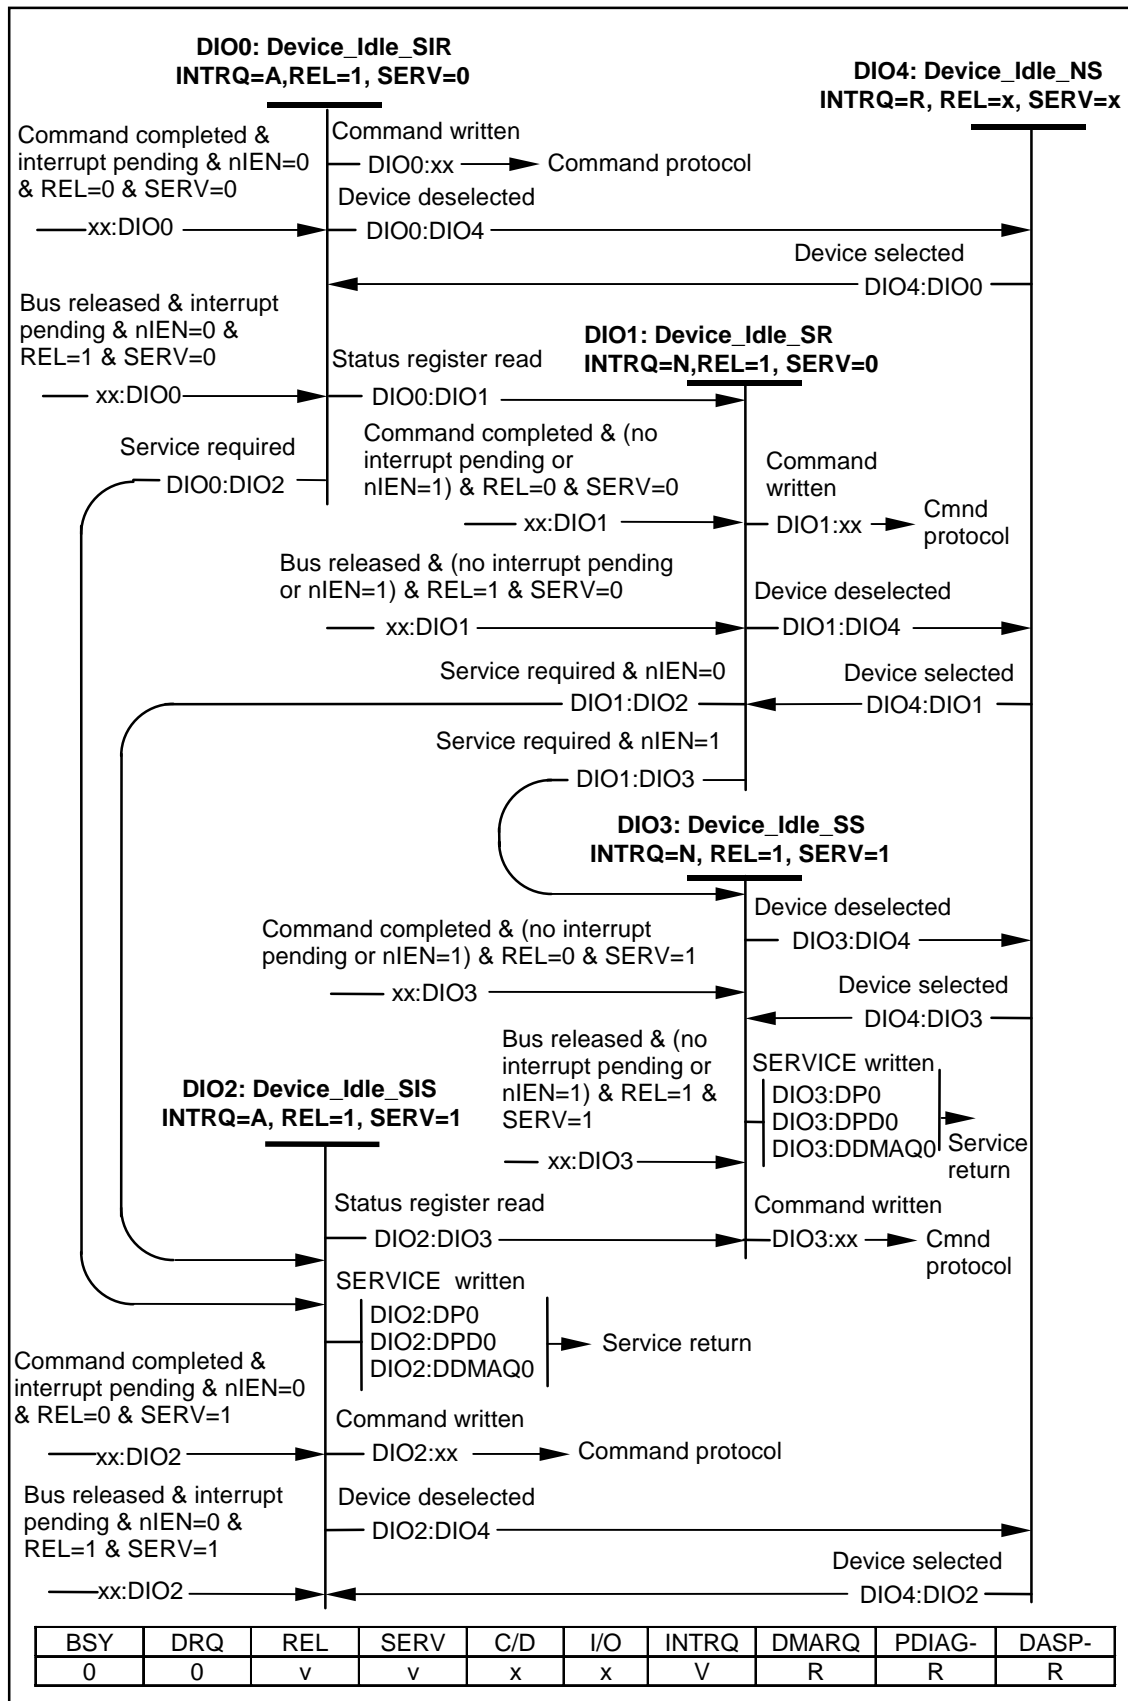 DIO0: Device_Idle_SIR
INTRQ=A,REL=1, SERV=0
DIO4: Device_Idle_NS
INTRQ=R, REL=x, SERV=x
Command completed &
interrupt pending & nIEN=0
& REL=0 & SERV=0
xx:DIO0
Command written
DIO0:xx
Command protocol
Device deselected
DIO0:DIO4
Device selected
DIO4:DIO0
Bus released & interrupt
pending & nIEN=0 &
REL=1 & SERV=0
xx:DIO0
DIO1: Device_Idle_SR
INTRQ=N,REL=1, SERV=0
Status register read
DIO0:DIO1
Service required
DIO0:DIO2
Command completed & (no
interrupt pending or
nIEN=1) & REL=0 & SERV=0
xx:DIO1
Command
written
DIO1:xx
Cmnd
protocol
Bus released & (no interrupt pending
or nIEN=1) & REL=1 & SERV=0
xx:DIO1
Device deselected
DIO1:DIO4
Service required & nIEN=0
DIO1:DIO2
Device selected
DIO4:DIO1
Service required & nIEN=1
DIO1:DIO3
DIO3: Device_Idle_SS
INTRQ=N, REL=1, SERV=1
Device deselected
DIO3:DIO4
Command completed & (no interrupt
pending or nIEN=1) & REL=0 & SERV=1
xx:DIO3
Device selected
DIO4:DIO3
Bus released & (no
interrupt pending or
nIEN=1) & REL=1 &
SERV=1
xx:DIO3
SERVICE written
DIO3:DP0
DIO3:DPD0
DIO3:DDMAQ0
Service
return
DIO2: Device_Idle_SIS
INTRQ=A, REL=1, SERV=1
Status register read
DIO2:DIO3
Command written
DIO3:xx
Cmnd
protocol
SERVICE written
DIO2:DP0
DIO2:DPD0
DIO2:DDMAQ0
Service return
Command completed &
interrupt pending & nIEN=0
& REL=0 & SERV=1
xx:DIO2
Command written
DIO2:xx
Command protocol
Bus released & interrupt
pending & nIEN=0 &
REL=1 & SERV=1
xx:DIO2
Device deselected
DIO2:DIO4
Device selected
DIO4:DIO2
BSY DRQ REL SERV C/D I/O INTRQ DMARQ PDIAG- DASP-
0 0 v v x x V R R R